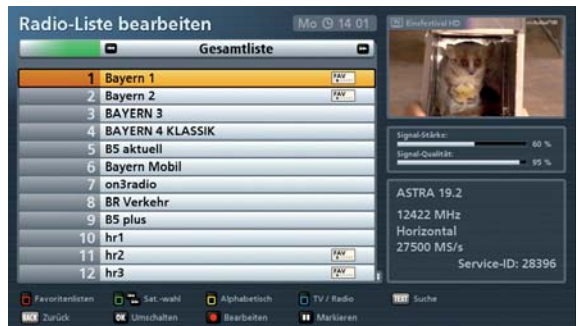 Radio-Liste bearbeiten
Mo 14 01
Einsfestival HD
Gesamtliste
1 Bayern 1 FAV
2 Bayern 2 FAV
3 BAYERN 3
4 BAYERN 4 KLASSIK
5 B5 aktuell
6 Bayern Mobil
7 on3radio
8 BR Verkehr
9 B5 plus
10 hr1
11 hr2 FAV
12 hr3 FAV
Signal-Stärke:
60 %
Signal-Qualität:
95 %
ASTRA 19.2
12422 MHz
Horizontal
27500 MS/s
Service-ID: 28396
Favoritenlisten Sat.-wahl Alphabetisch TV / Radio TEXT Suche
BACK Zurück OK Umschalten Bearbeiten Markieren